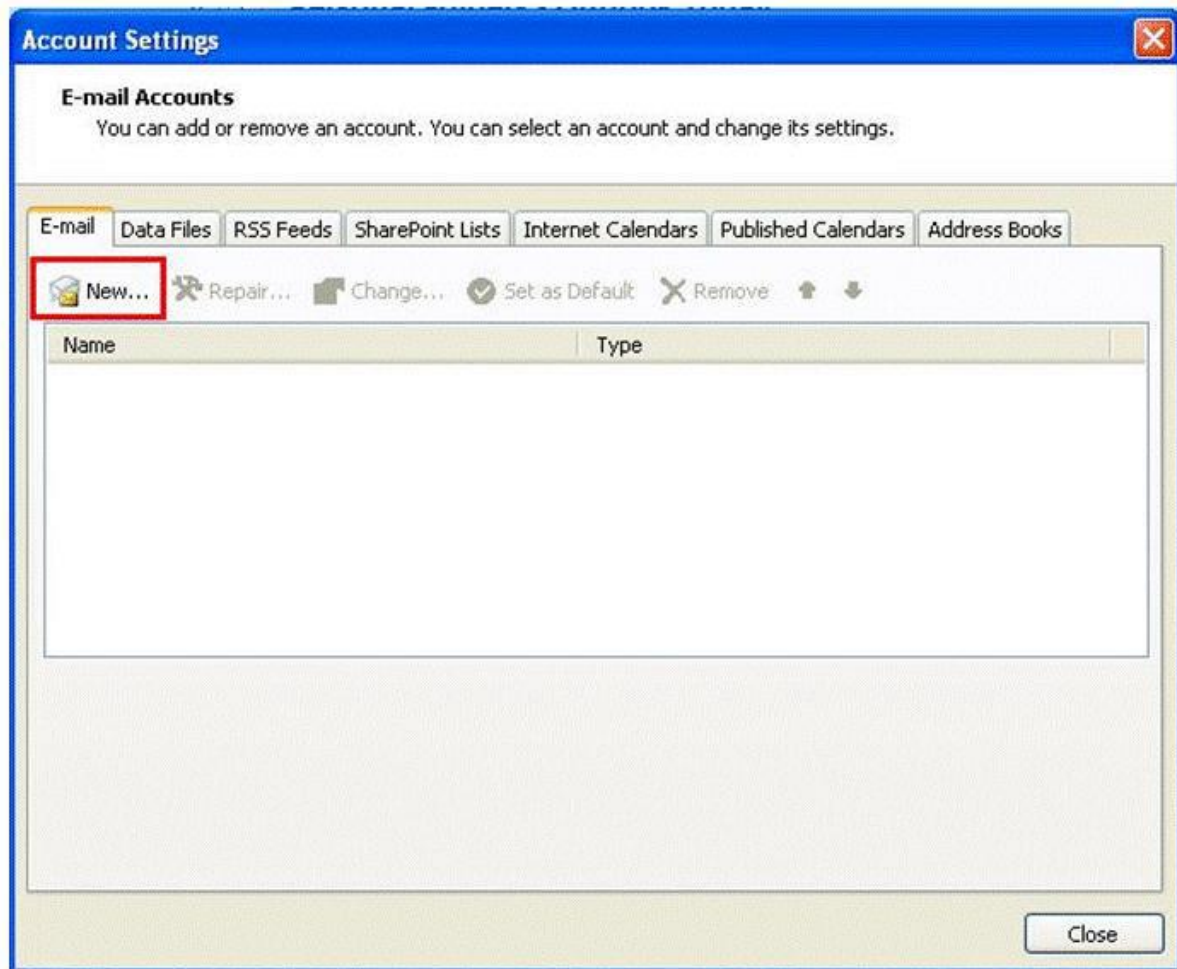 Account Settings
E-mail Accounts
You can add or remove an account. You can select an account and change its settings.
E-mail Data Files RSS Feeds SharePoint Lists Internet Calendars Published Calendars Address Books
New... Repair... Change... Set as Default Remove
Name Type
Close